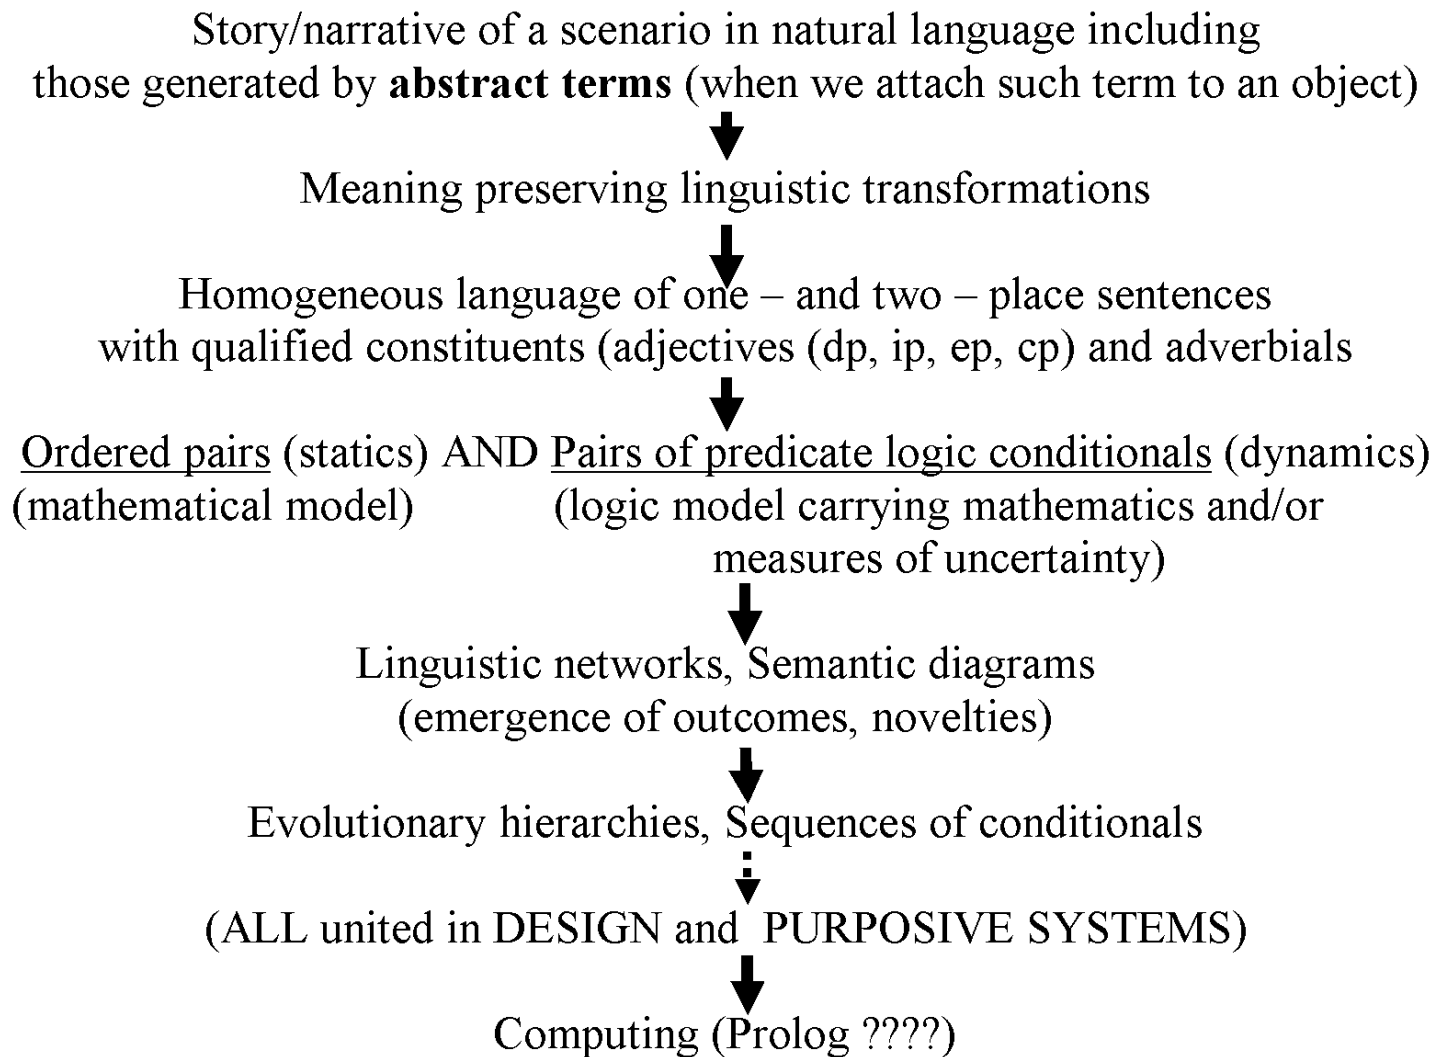 Story/narrative of a scenario in natural language including
those generated by abstract terms (when we attach such term to an object)
Meaning preserving linguistic transformations
Homogeneous language of one – and two – place sentences
with qualified constituents (adjectives (dp, ip, ep, cp) and adverbials
Ordered pairs (statics) AND Pairs of predicate logic conditionals (dynamics)
(mathematical model) (logic model carrying mathematics and/or
measures of uncertainty)
Linguistic networks, Semantic diagrams
(emergence of outcomes, novelties)
Evolutionary hierarchies, Sequences of conditionals
(ALL united in DESIGN and PURPOSIVE SYSTEMS)
Computing (Prolog ????)